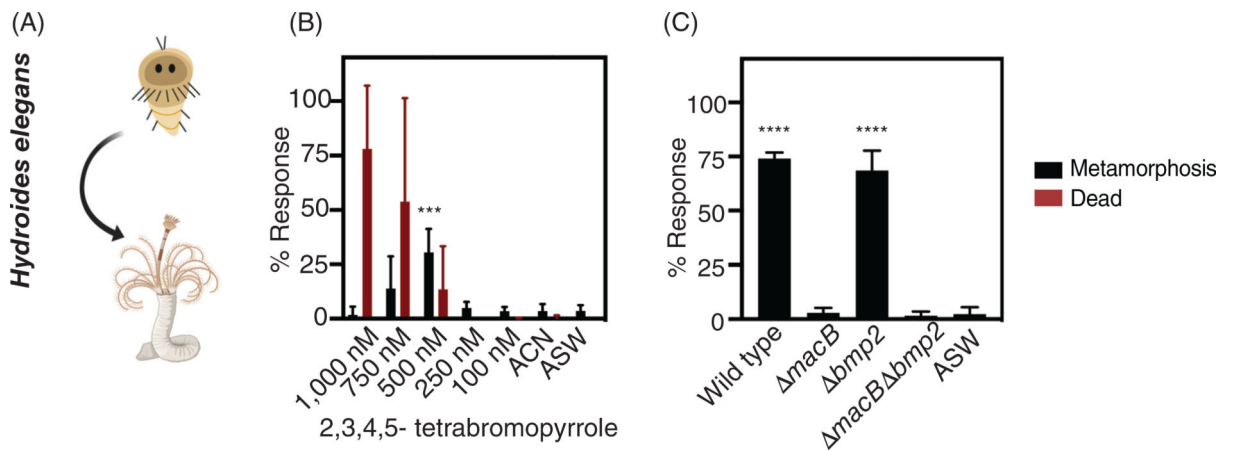 (A)
Hydroides elegans
(B)
% Response
100
75
50
25
0
***
1,000 nM
750 nM
500 nM
250 nM
100 nM
ACN
ASW
2,3,4,5- tetrabromopyrrole
(C)
% Response
100
75
50
25
0
****
****
Wild type
ΔmacB
Δbmp2
ΔmacBΔbmp2
ASW
Metamorphosis
Dead